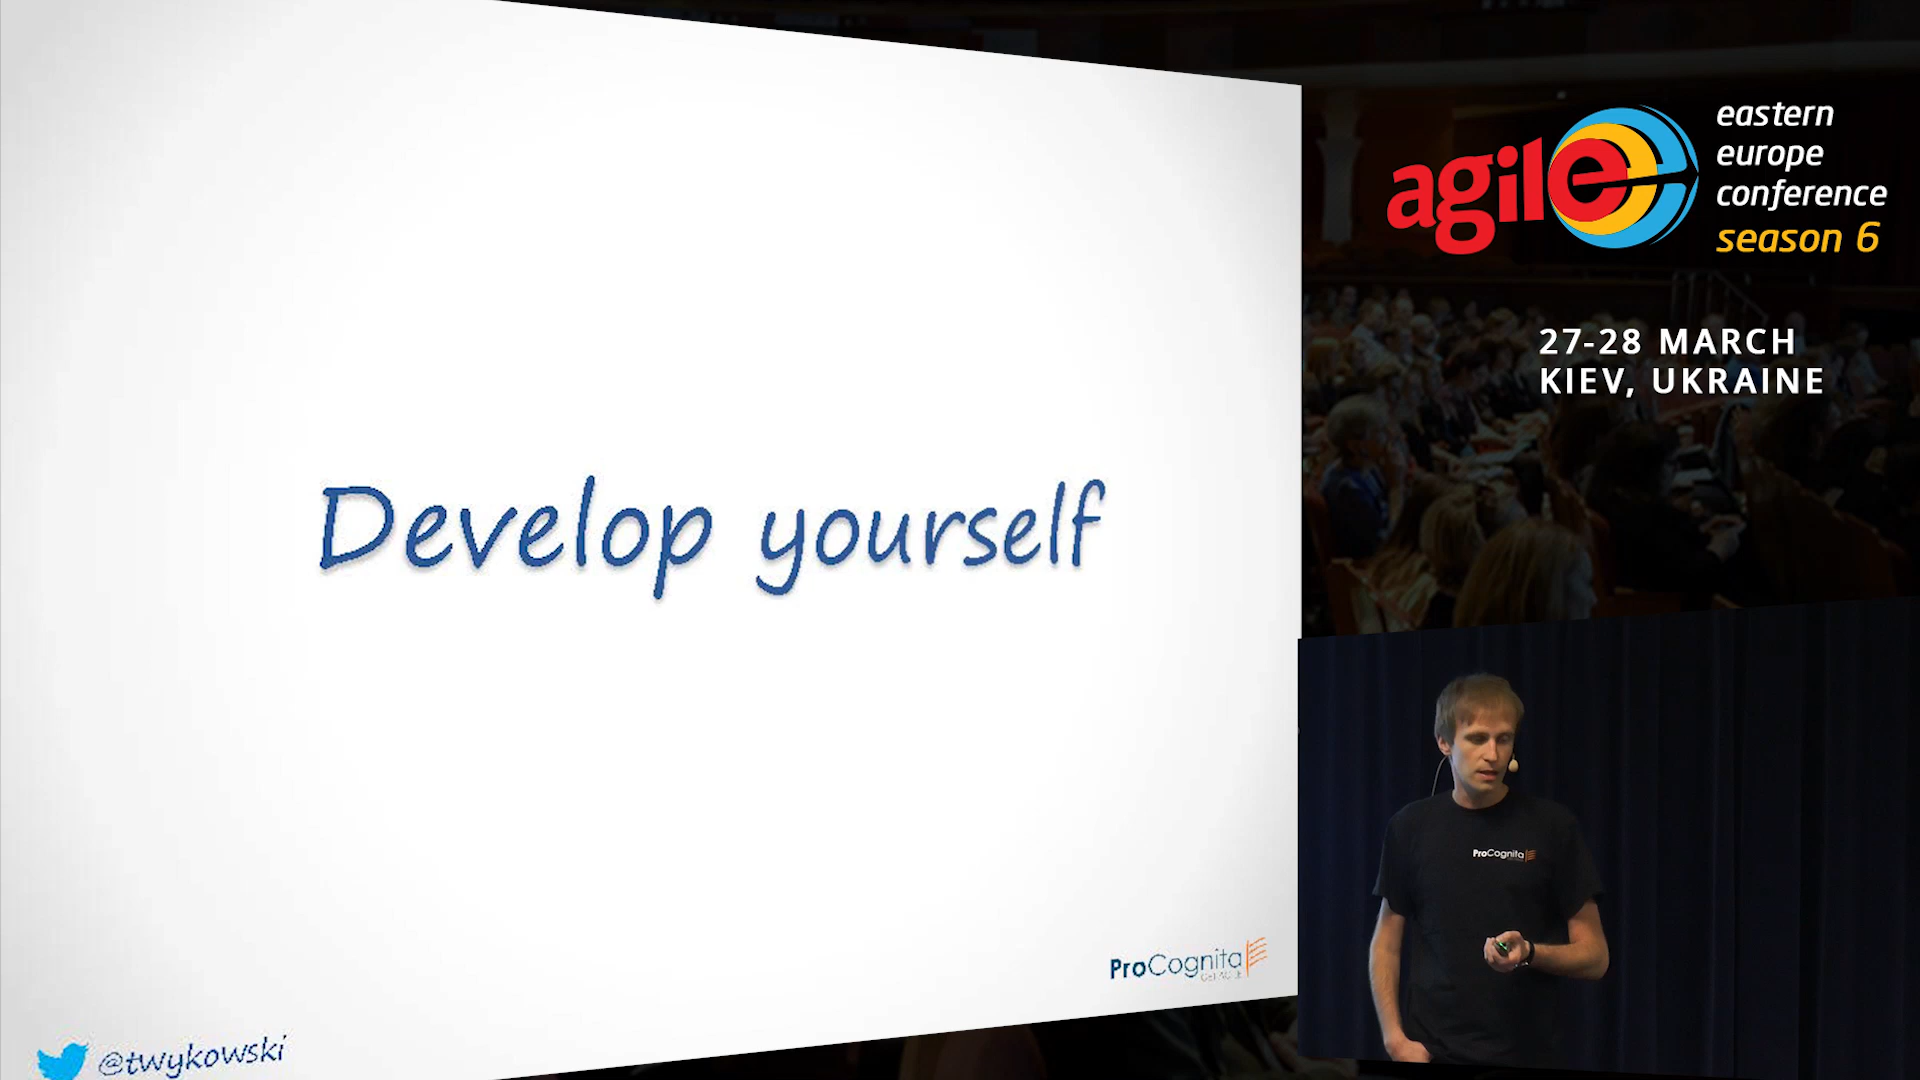 Develop yourself
ProCognita
@twykowski
agile
eastern
europe
conference
season 6
27-28 MARCH
KIEV, UKRAINE
ProCognita